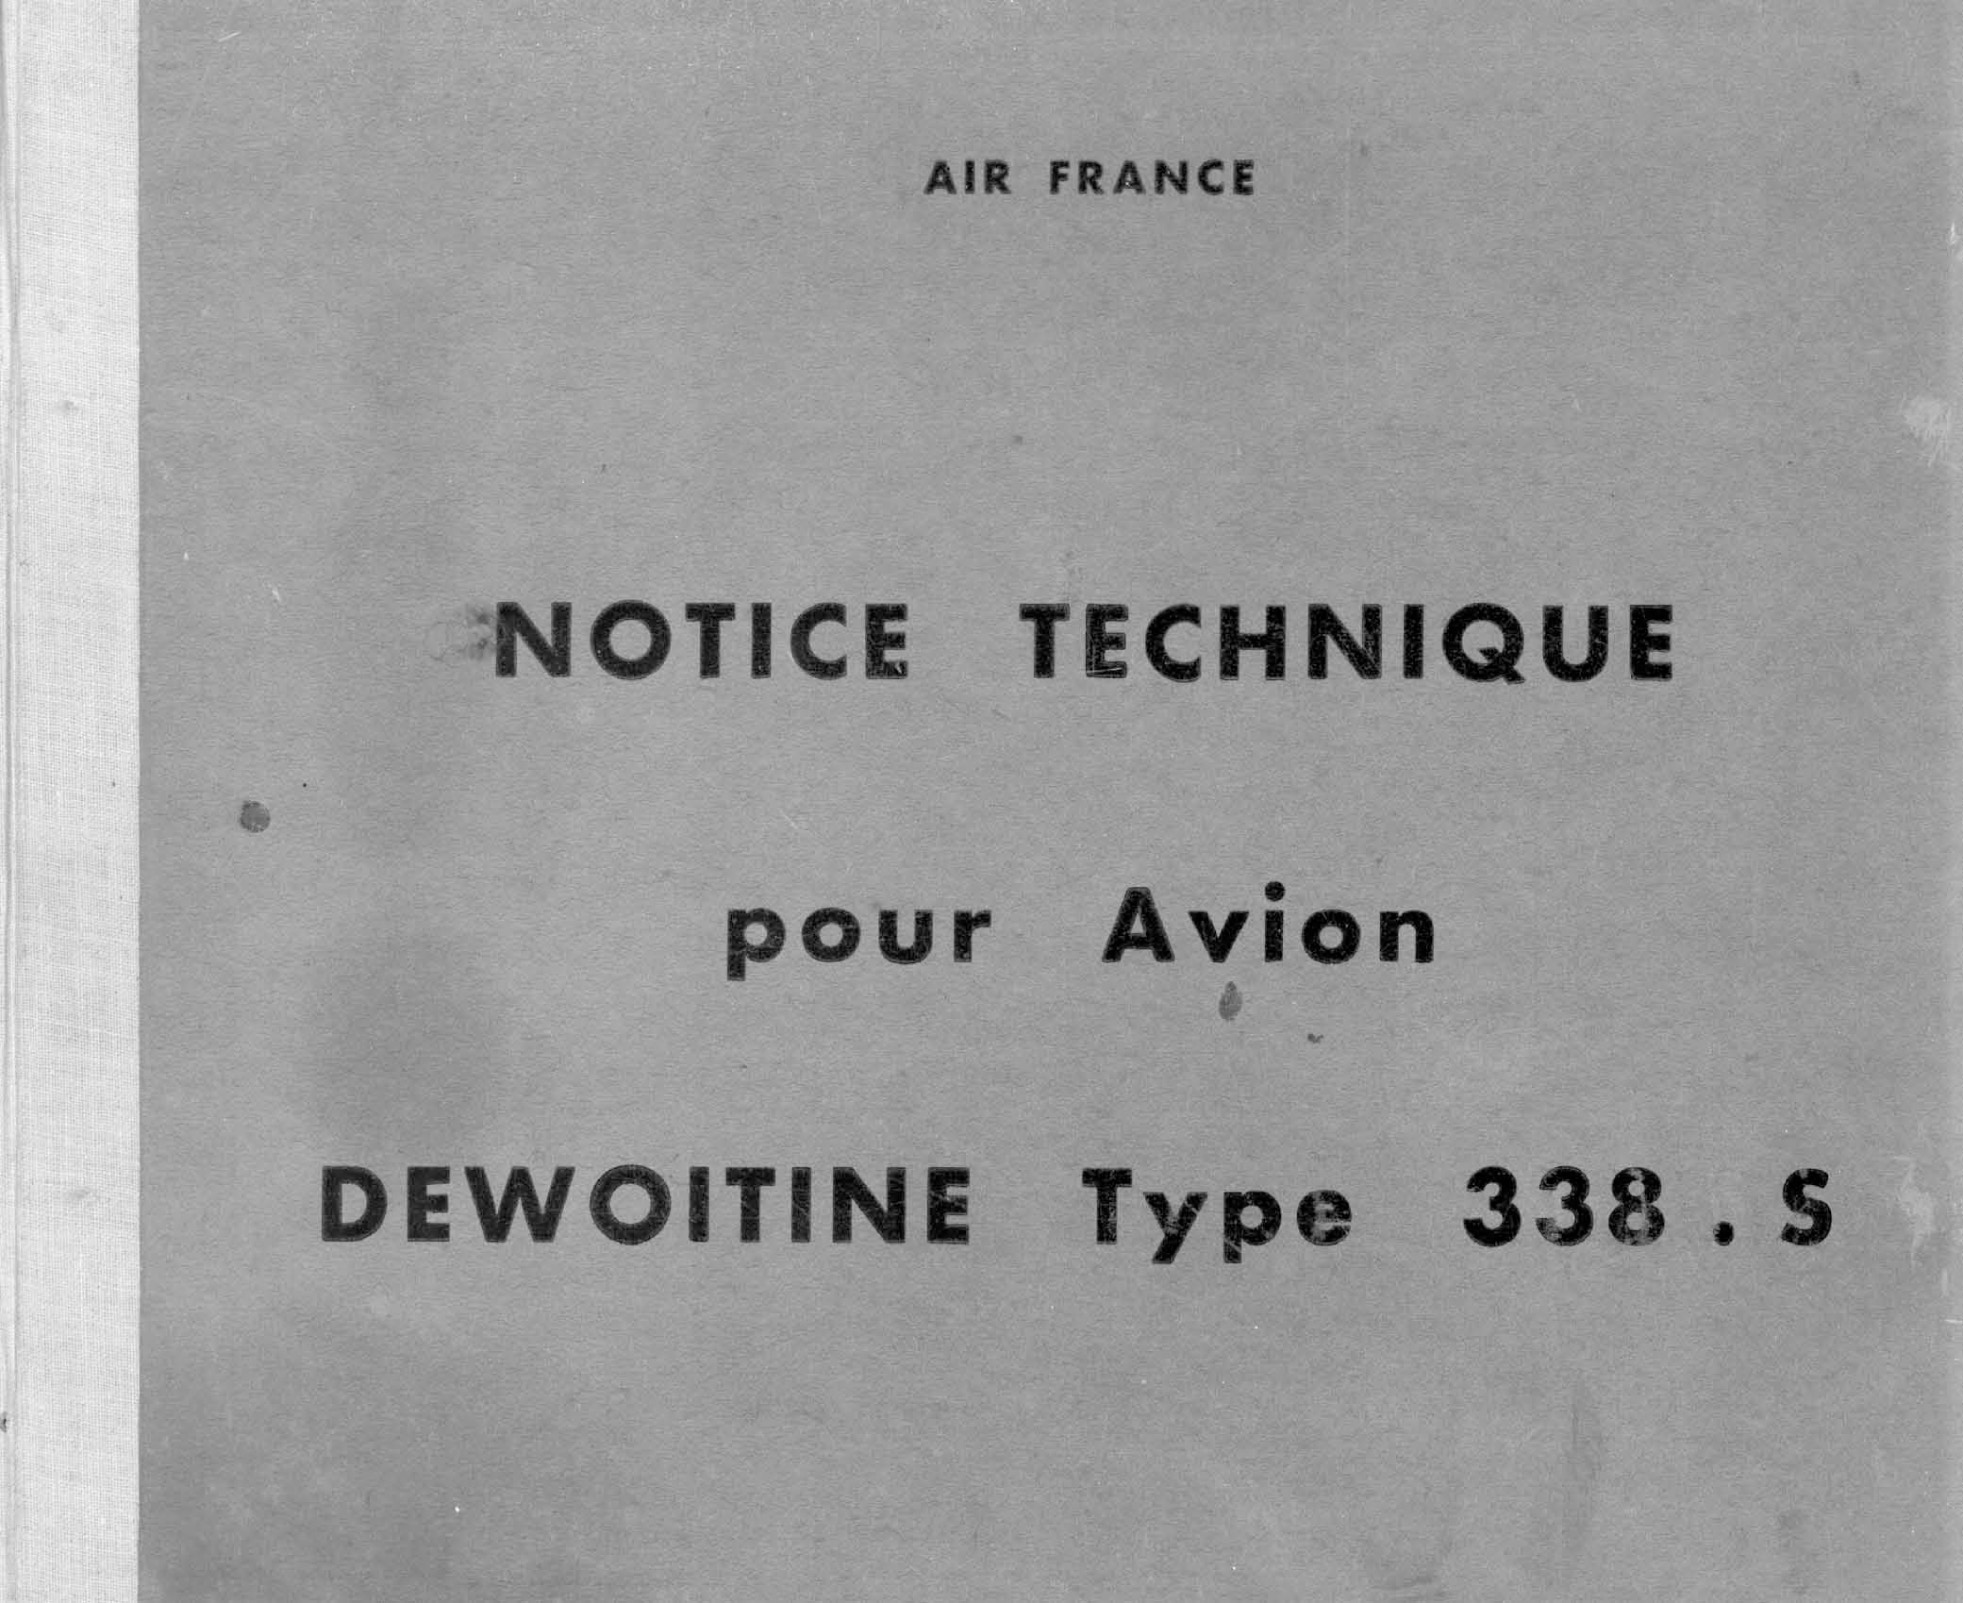 AIR FRANCE
NOTICE TECHNIQUE
pour Avion
DEWOITINE Type 338.S